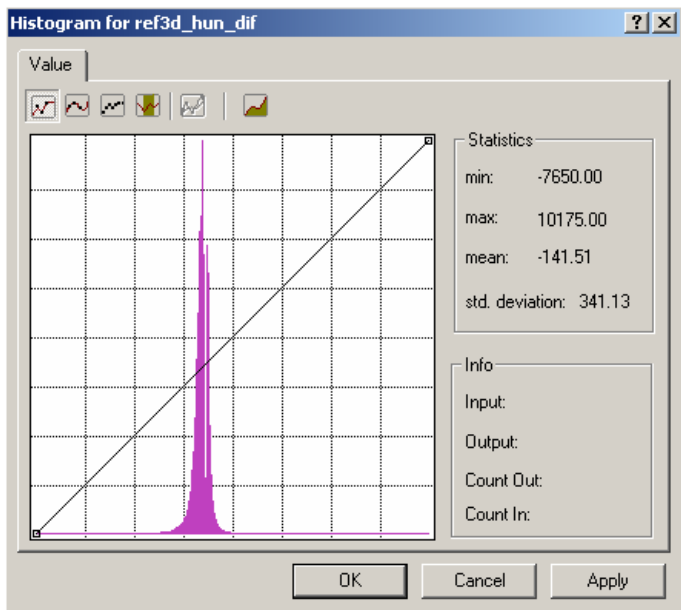 Histogram for ref3d_hun_dif
Value
Statistics
min: -7650.00
max: 10175.00
mean: -141.51
std. deviation: 341.13
Info
Input:
Output:
Count Out:
Count In:
OK Cancel Apply